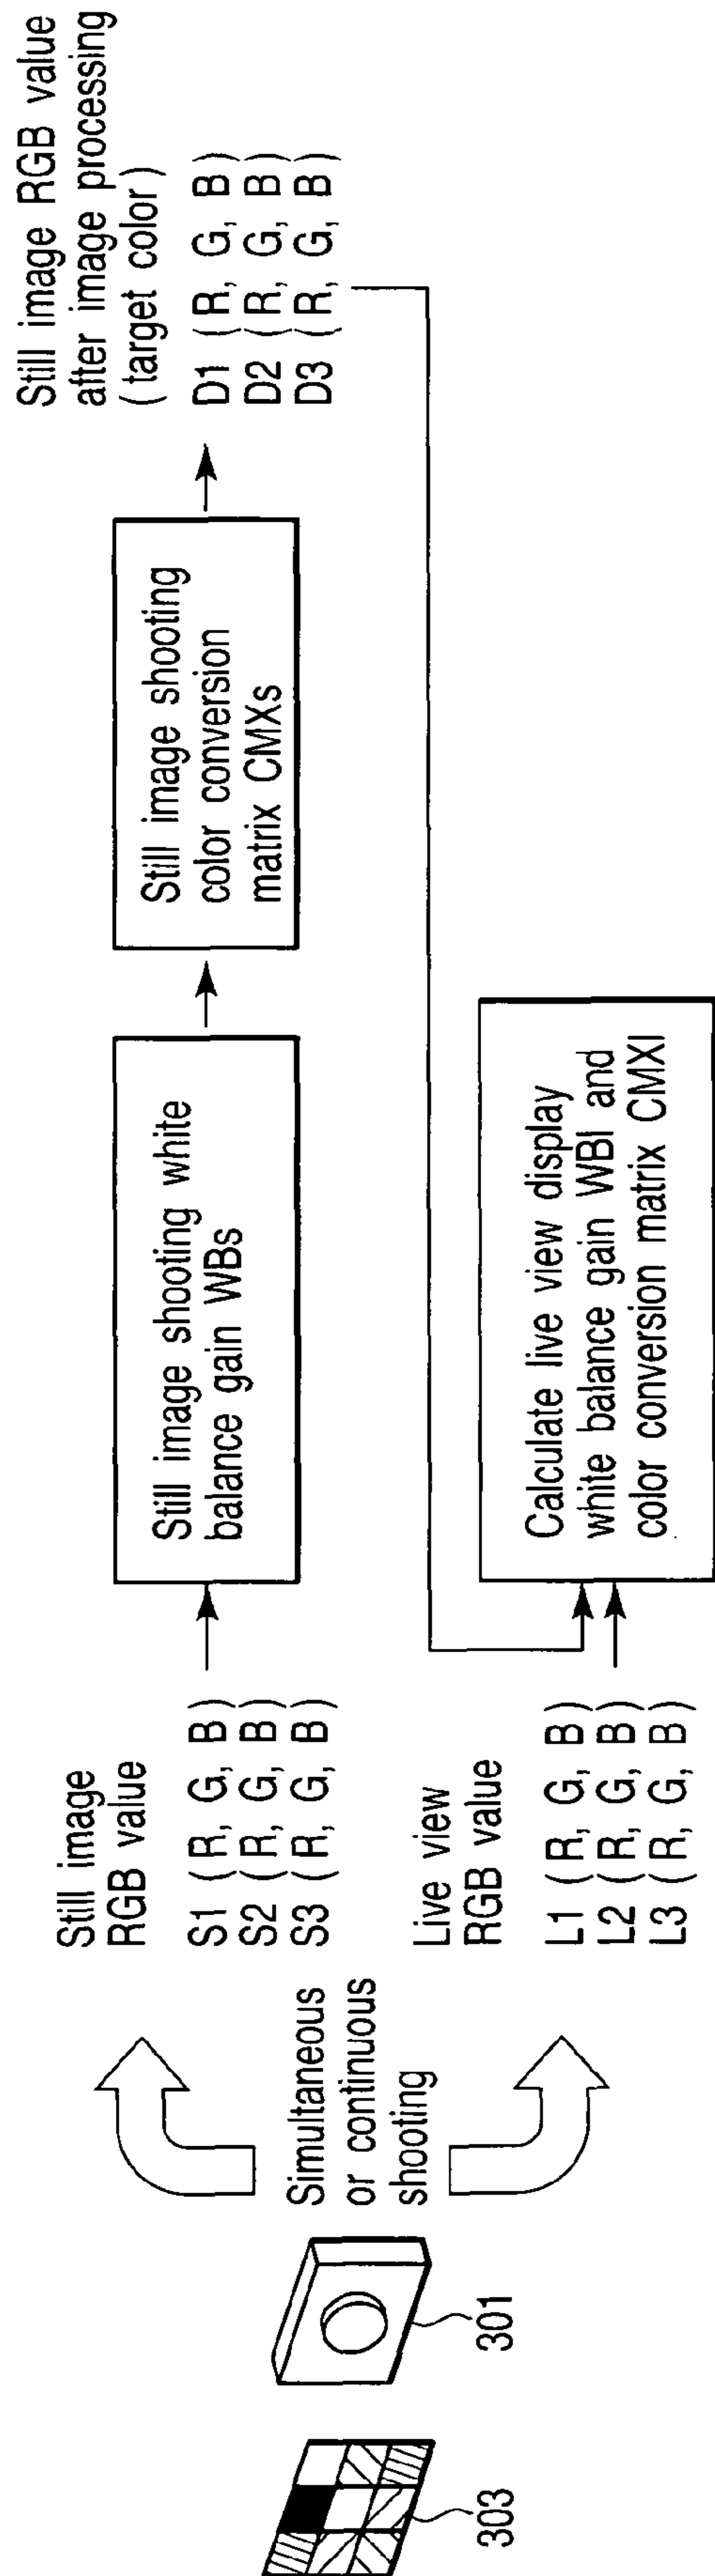 303
301
Simultaneous
or continuous
shooting
Still image
RGB value
S1 (R, G, B)
S2 (R, G, B)
S3 (R, G, B)
Live view
RGB value
L1 (R, G, B)
L2 (R, G, B)
L3 (R, G, B)
Still image shooting white
balance gain WBs
Still image shooting
color conversion
matrix CMXs
Calculate live view display
white balance gain WBl and
color conversion matrix CMXl
Still image RGB value
after image processing
(target color)
D1 (R, G, B)
D2 (R, G, B)
D3 (R, G, B)